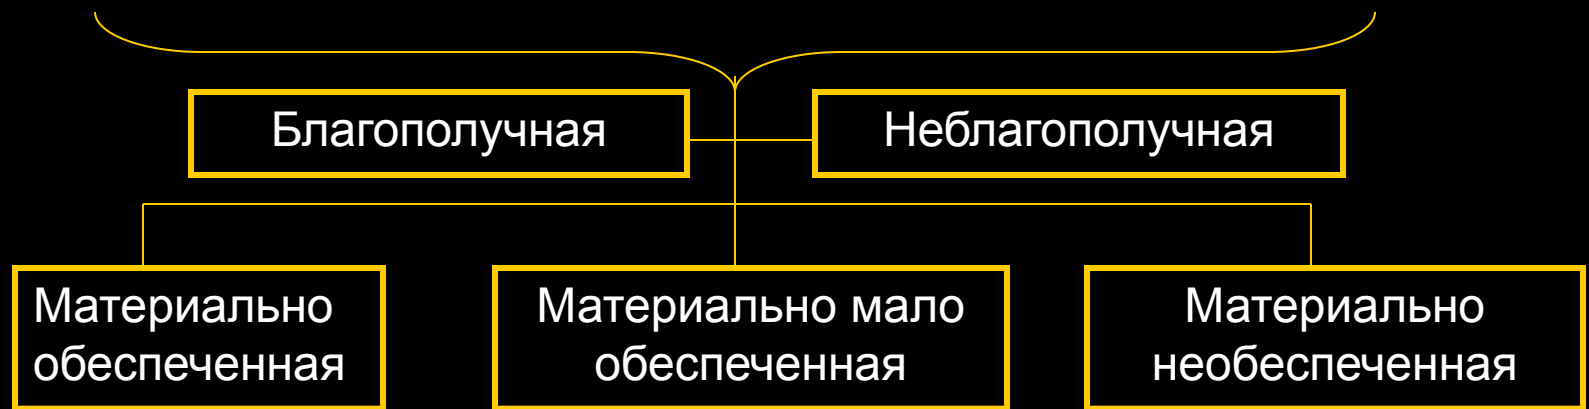 Благополучная
Неблагополучная
Материально
обеспеченная
Материально мало
обеспеченная
Материально
необеспеченная